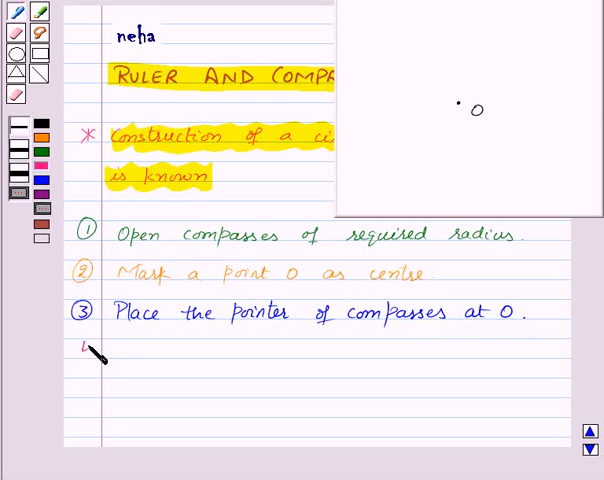 neha
RULER AND COMPA
* Construction of a ci
is known
① Open compasses of required radius.
② Mark a point O as centre.
③ Place the pointer of compasses at O.
O